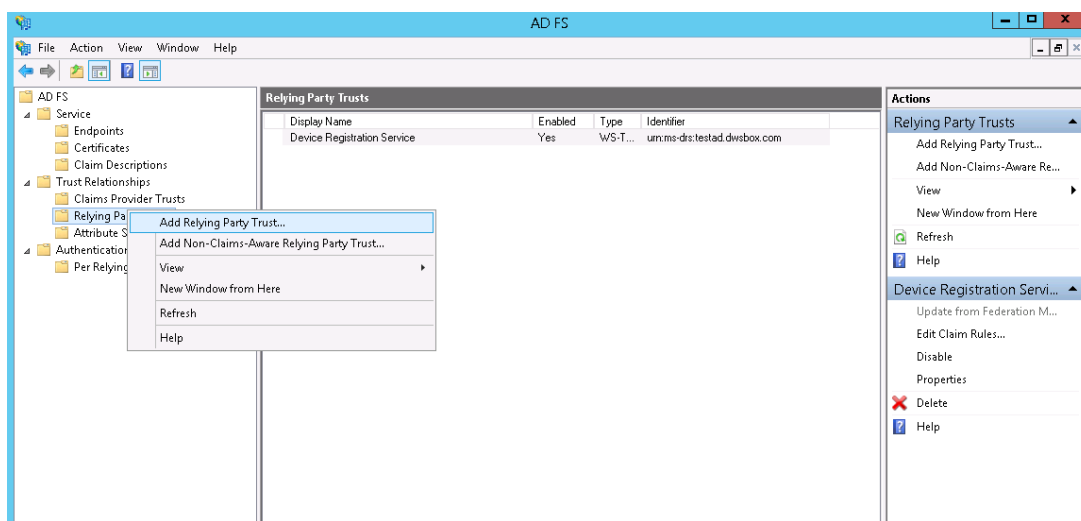 AD FS
File Action View Window Help
AD FS
Service
Endpoints
Certificates
Claim Descriptions
Trust Relationships
Claims Provider Trusts
Relying Pa
Attribute S
Authentication
Per Relying
Add Relying Party Trust...
Add Non-Claims-Aware Relying Party Trust...
View
New Window from Here
Refresh
Help
Relying Party Trusts
Display Name Enabled Type Identifier
Device Registration Service Yes WS-T... urn:ms-drs:testad.dwsbox.com
Actions
Relying Party Trusts
Add Relying Party Trust...
Add Non-Claims-Aware Re...
View
New Window from Here
Refresh
Help
Device Registration Servi...
Update from Federation M...
Edit Claim Rules...
Disable
Properties
Delete
Help